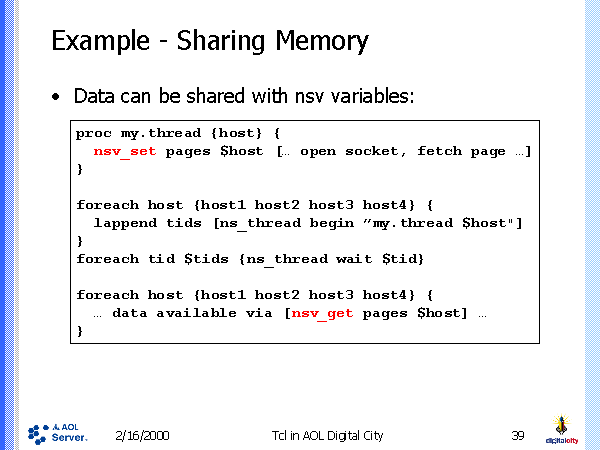 Example - Sharing Memory
• Data can be shared with nsv variables:
proc my.thread {host} {
nsv_set pages $host [… open socket, fetch page …]
}
foreach host {host1 host2 host3 host4} {
lappend tids [ns_thread begin ”my.thread $host"]
}
foreach tid $tids {ns_thread wait $tid}
foreach host {host1 host2 host3 host4} {
… data available via [nsv_get pages $host] …
}
AOL
Server.
2/16/2000
Tcl in AOL Digital City
39
digitalcity